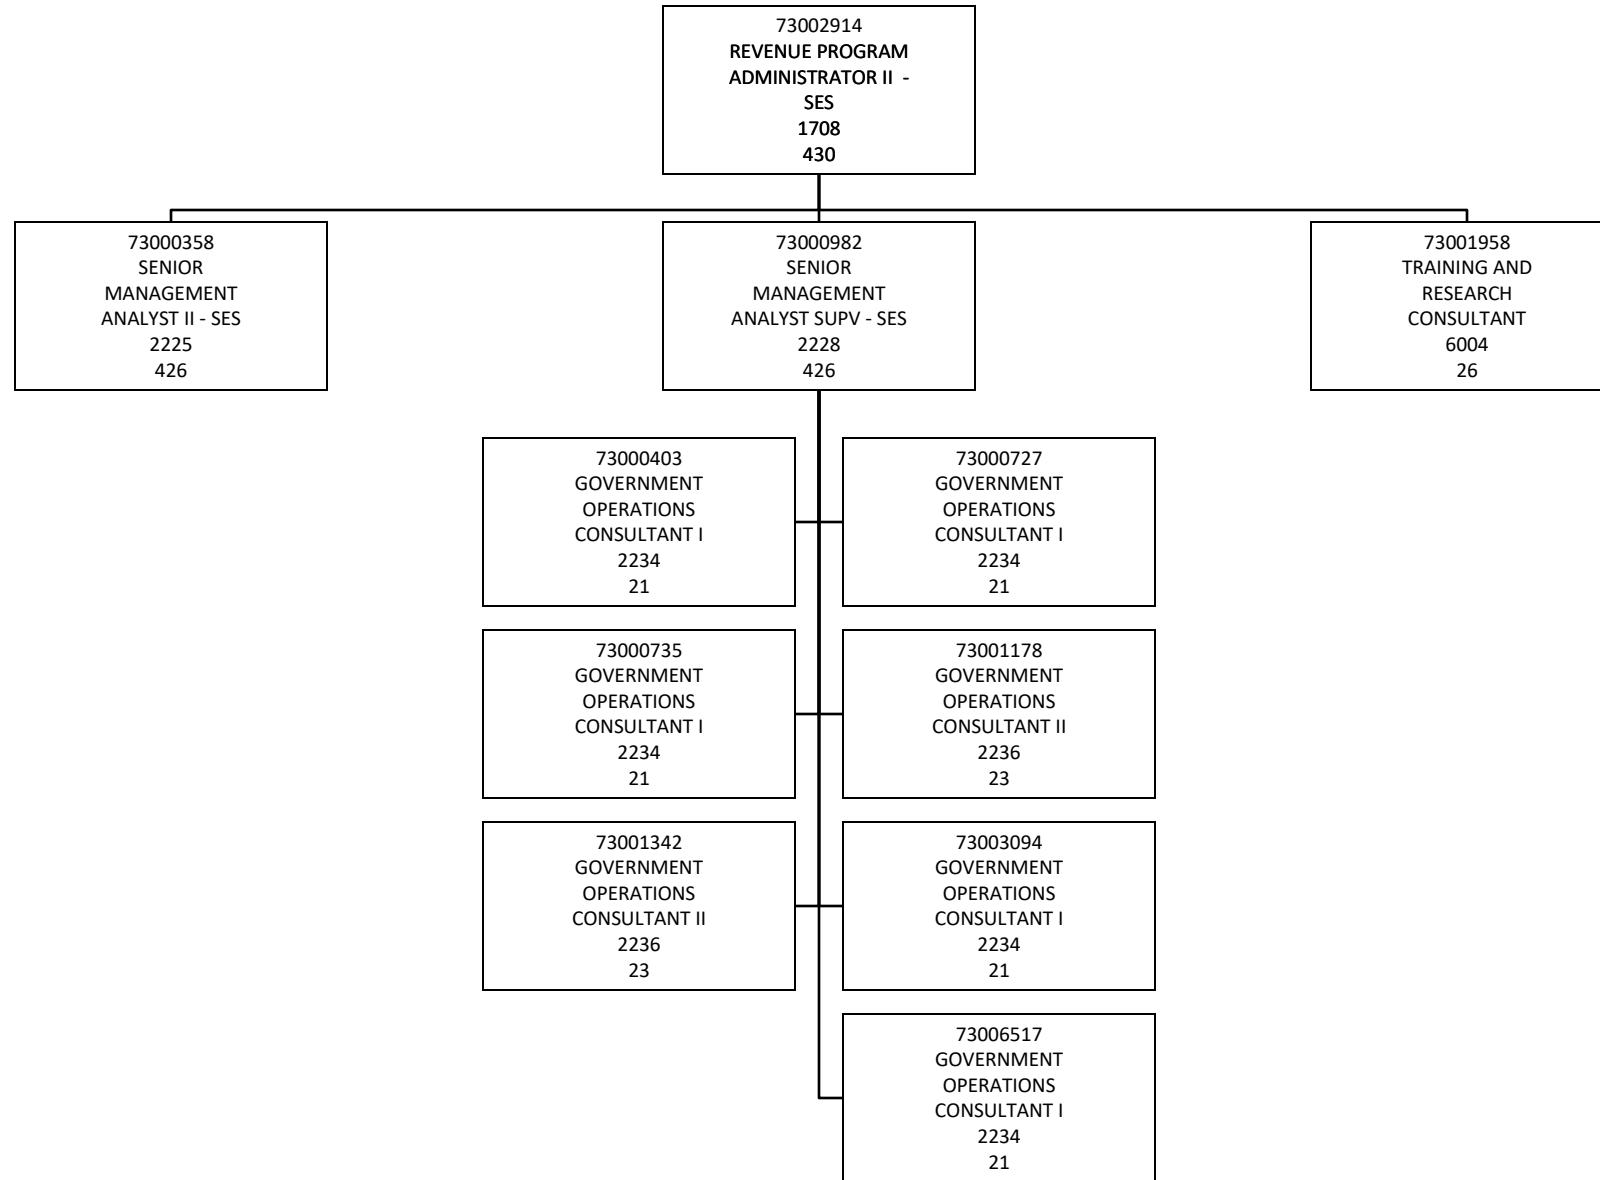 73002914
REVENUE PROGRAM
ADMINISTRATOR II -
SES
1708
430
73000358
SENIOR
MANAGEMENT
ANALYST II - SES
2225
426
73000982
SENIOR
MANAGEMENT
ANALYST SUPV - SES
2228
426
73001958
TRAINING AND
RESEARCH
CONSULTANT
6004
26
73000403
GOVERNMENT
OPERATIONS
CONSULTANT I
2234
21
73000727
GOVERNMENT
OPERATIONS
CONSULTANT I
2234
21
73000735
GOVERNMENT
OPERATIONS
CONSULTANT I
2234
21
73001178
GOVERNMENT
OPERATIONS
CONSULTANT II
2236
23
73001342
GOVERNMENT
OPERATIONS
CONSULTANT II
2236
23
73003094
GOVERNMENT
OPERATIONS
CONSULTANT I
2234
21
73006517
GOVERNMENT
OPERATIONS
CONSULTANT I
2234
21